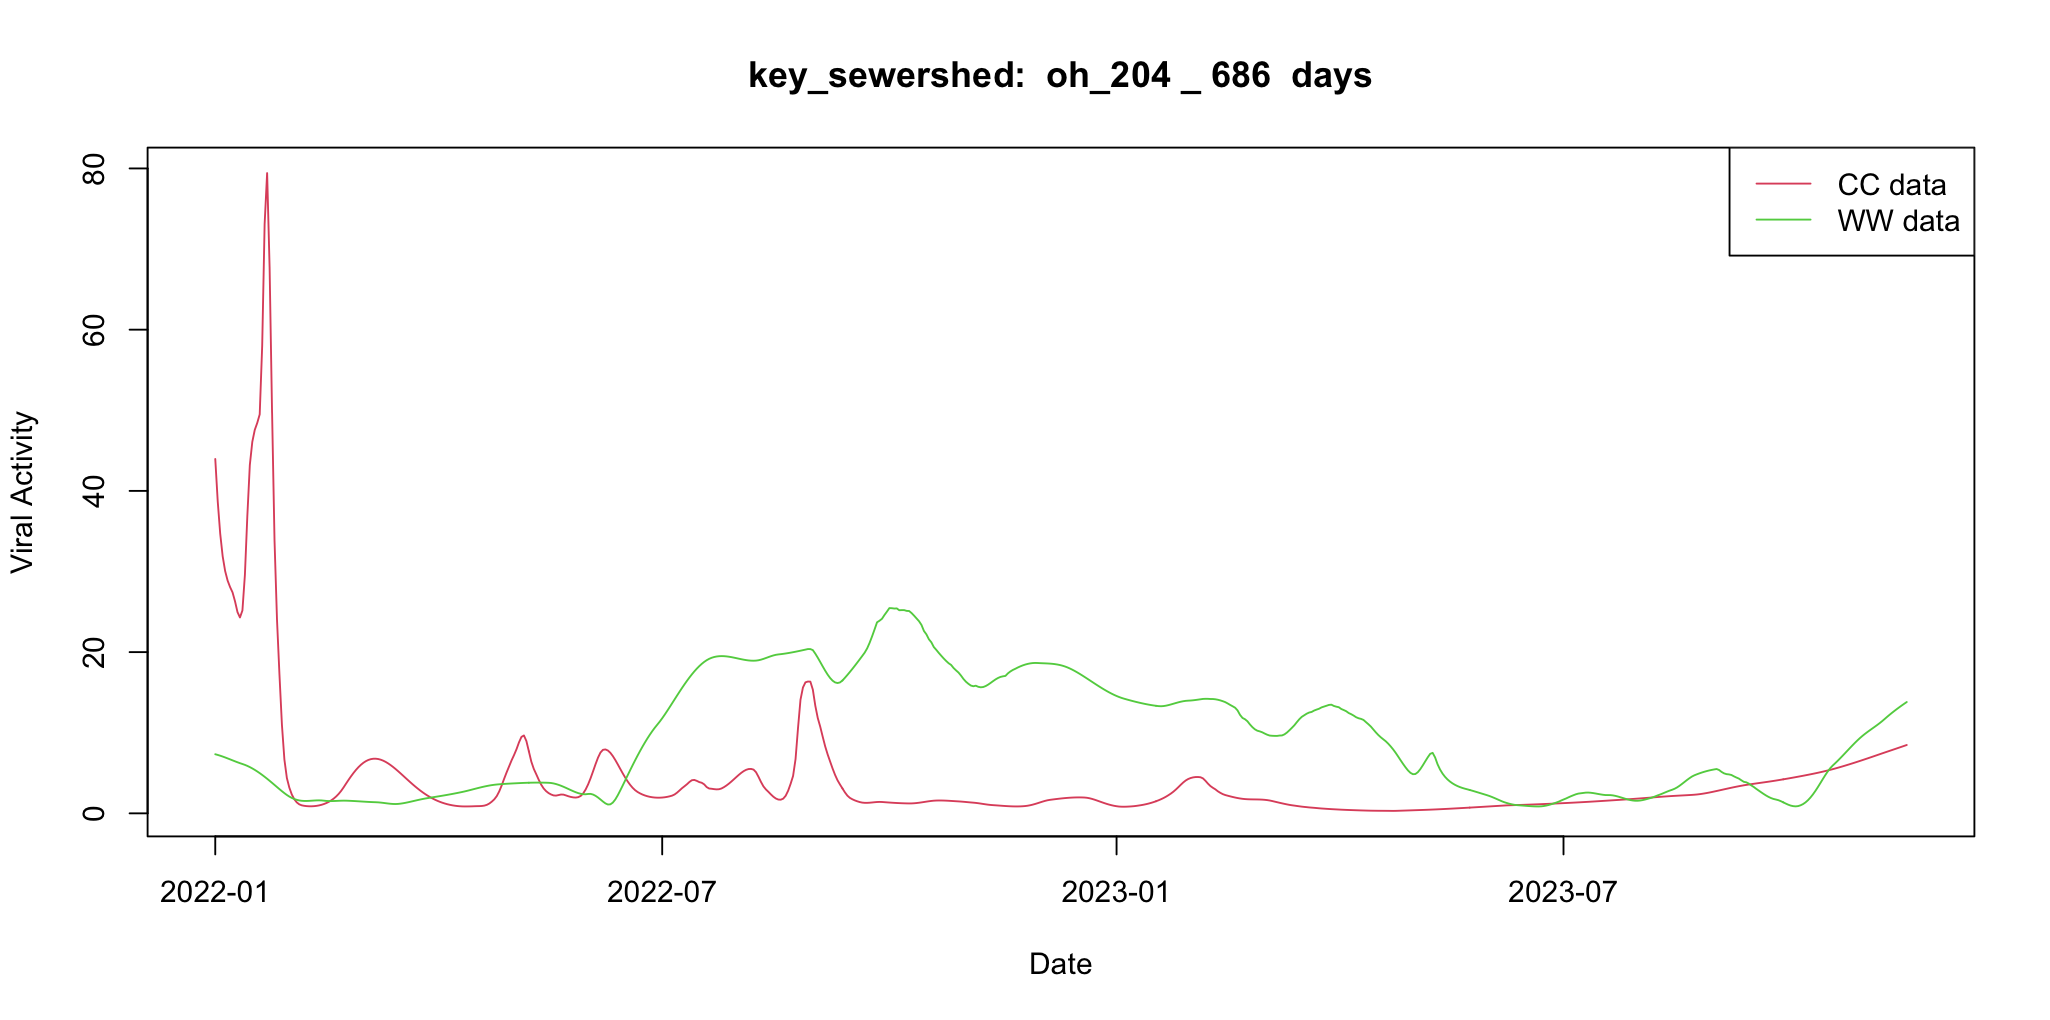 key_sewershed: oh_204 _ 686 days
CC data
WW data
Viral Activity
80
60
40
20
0
2022-01 2022-07 2023-01 2023-07
Date